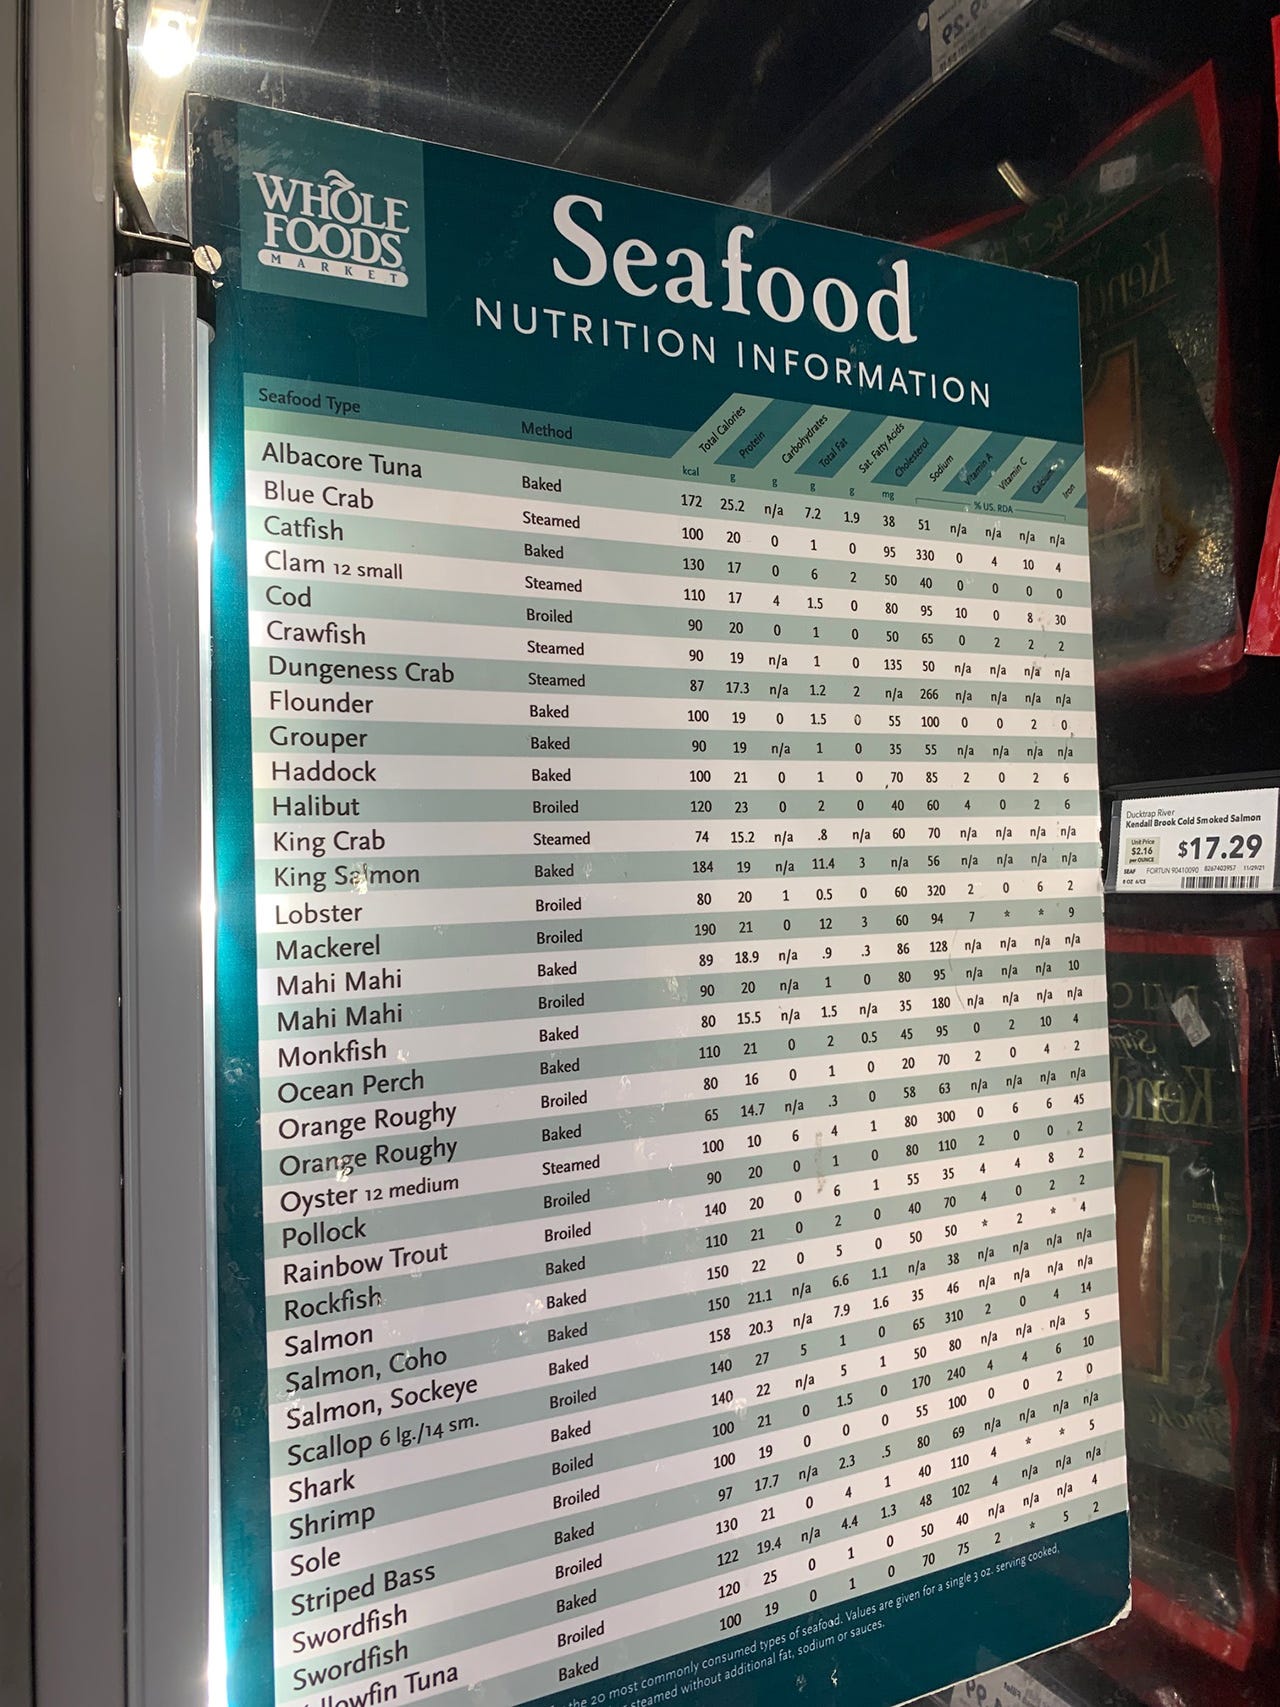 WHOLE
FOODS
MARKET
Seafood
NUTRITION INFORMATION
Seafood Type Method Total Calories Protein Carbohydrates Total Fat Sat. Fatty Acids Cholesterol Sodium Vitamin A Vitamin C Calcium Iron
kcal g g g g mg % US. RDA
Albacore Tuna Baked 172 25.2 n/a 7.2 1.9 38 51 n/a n/a n/a n/a
Blue Crab Steamed 100 20 0 1 0 95 330 0 4 10 4
Catfish Baked 130 17 0 6 2 50 40 0 0 0 0
Clam 12 small Steamed 110 17 4 1.5 0 80 95 10 0 8 30
Cod Broiled 90 20 0 1 0 50 65 0 2 2 2
Crawfish Steamed 90 19 n/a 1 0 135 50 n/a n/a n/a n/a
Dungeness Crab Steamed 87 17.3 n/a 1.2 2 n/a 266 n/a n/a n/a n/a
Flounder Baked 100 19 0 1.5 0 55 100 0 0 2 0
Grouper Baked 90 19 n/a 1 0 35 55 n/a n/a n/a n/a
Haddock Baked 100 21 0 1 0 70 85 2 0 2 6
Halibut Broiled 120 23 0 2 0 40 60 4 0 2 6
King Crab Steamed 74 15.2 n/a .8 n/a 60 70 n/a n/a n/a n/a
King Salmon Baked 184 19 n/a 11.4 3 n/a 56 n/a n/a n/a n/a
Lobster Broiled 80 20 1 0.5 0 60 320 2 0 6 2
Mackerel Broiled 190 21 0 12 3 60 94 7 * * 9
Mahi Mahi Baked 89 18.9 n/a .9 .3 86 128 n/a n/a n/a n/a
Mahi Mahi Broiled 90 20 n/a 1 0 80 95 n/a n/a n/a 10
Monkfish Baked 80 15.5 n/a 1.5 n/a 35 180 n/a n/a n/a n/a
Ocean Perch Baked 110 21 0 2 0.5 45 95 0 2 10 4
Orange Roughy Broiled 80 16 0 1 0 20 70 2 0 4 2
Orange Roughy Baked 65 14.7 n/a .3 0 58 63 n/a n/a n/a n/a
Oyster 12 medium Steamed 100 10 6 4 1 80 300 0 6 6 45
Pollock Broiled 90 20 0 1 0 80 110 2 0 0 2
Rainbow Trout Broiled 140 20 0 6 1 55 35 4 4 8 2
Rockfish Baked 110 21 0 2 0 40 70 4 0 2 2
Salmon Baked 150 22 0 5 0 50 50 * 2 * 4
Salmon, Coho Baked 150 21.1 n/a 6.6 1.1 n/a 38 n/a n/a n/a n/a
Salmon, Sockeye Baked 158 20.3 n/a 7.9 1.6 35 46 n/a n/a n/a n/a
Scallop 6 lg./14 sm. Broiled 140 27 5 1 0 65 310 2 0 4 14
Shark Baked 140 22 n/a 5 1 50 80 n/a n/a n/a 5
Shrimp Boiled 100 21 0 1.5 0 170 240 4 4 6 10
Sole Broiled 100 19 0 0 0 55 100 0 0 2 0
Striped Bass Baked 97 17.7 n/a 2.3 .5 80 69 n/a n/a n/a n/a
Swordfish Broiled 130 21 0 4 1 40 110 4 * * 5
Swordfish Baked 122 19.4 n/a 4.4 1.3 48 102 4 n/a n/a n/a
llowfin Tuna Broiled 120 25 0 1 0 50 40 n/a n/a n/a 4
Baked 100 19 0 1 0 70 75 2 * 5 2
the 20 most commonly consumed types of seafood. Values are given for a single 3 oz. serving cooked,
steamed without additional fat, sodium or sauces.
Ducktrap River
Kendall Brook Cold Smoked Salmon
Unit Price
$2.16
per OUNCE
$17.29
SEAF FORTUN 90410090 8267403957 11/29/21
8 OZ 6/CS